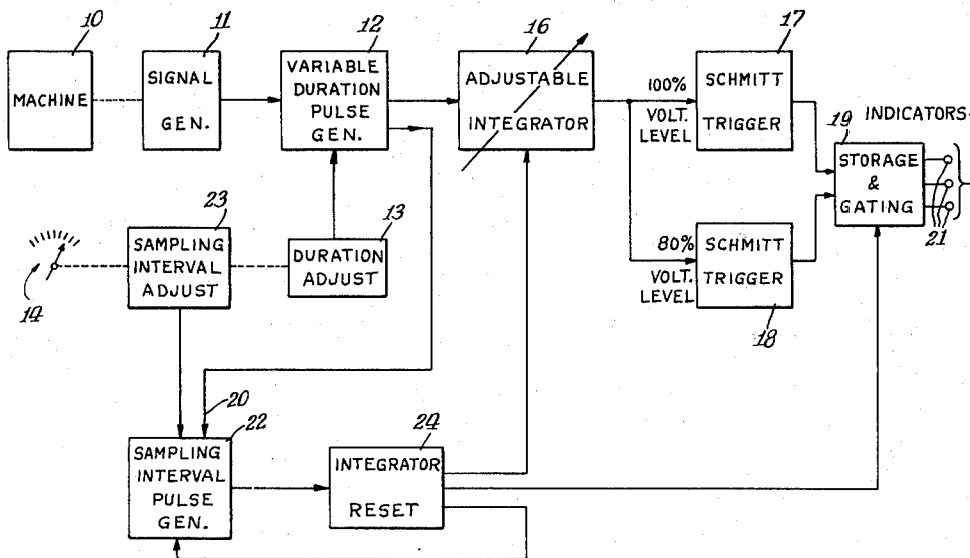 10
MACHINE
11
SIGNAL
GEN.
12
VARIABLE
DURATION
PULSE
GEN.
16
ADJUSTABLE
INTEGRATOR
100%
VOLT.
LEVEL
17
SCHMITT
TRIGGER
19
INDICATORS
STORAGE
&
GATING
21
14
23
SAMPLING
INTERVAL
ADJUST
13
DURATION
ADJUST
80%
VOLT.
LEVEL
SCHMITT
TRIGGER
18
20
22
SAMPLING
INTERVAL
PULSE
GEN.
24
INTEGRATOR
RESET